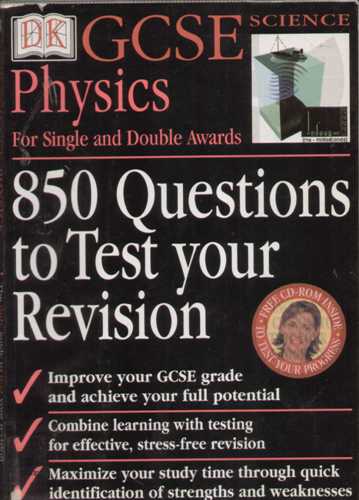 DK
GCSE
SCIENCE
Physics
For Single and Double Awards
850 Questions
to Test your
Revision
FREE CD-ROM INSIDE
TO TEST YOUR PROGRESS
Improve your GCSE grade
and achieve your full potential
Combine learning with testing
for effective, stress-free revision
Maximize your study time through quick
identification of strengths and weaknesses